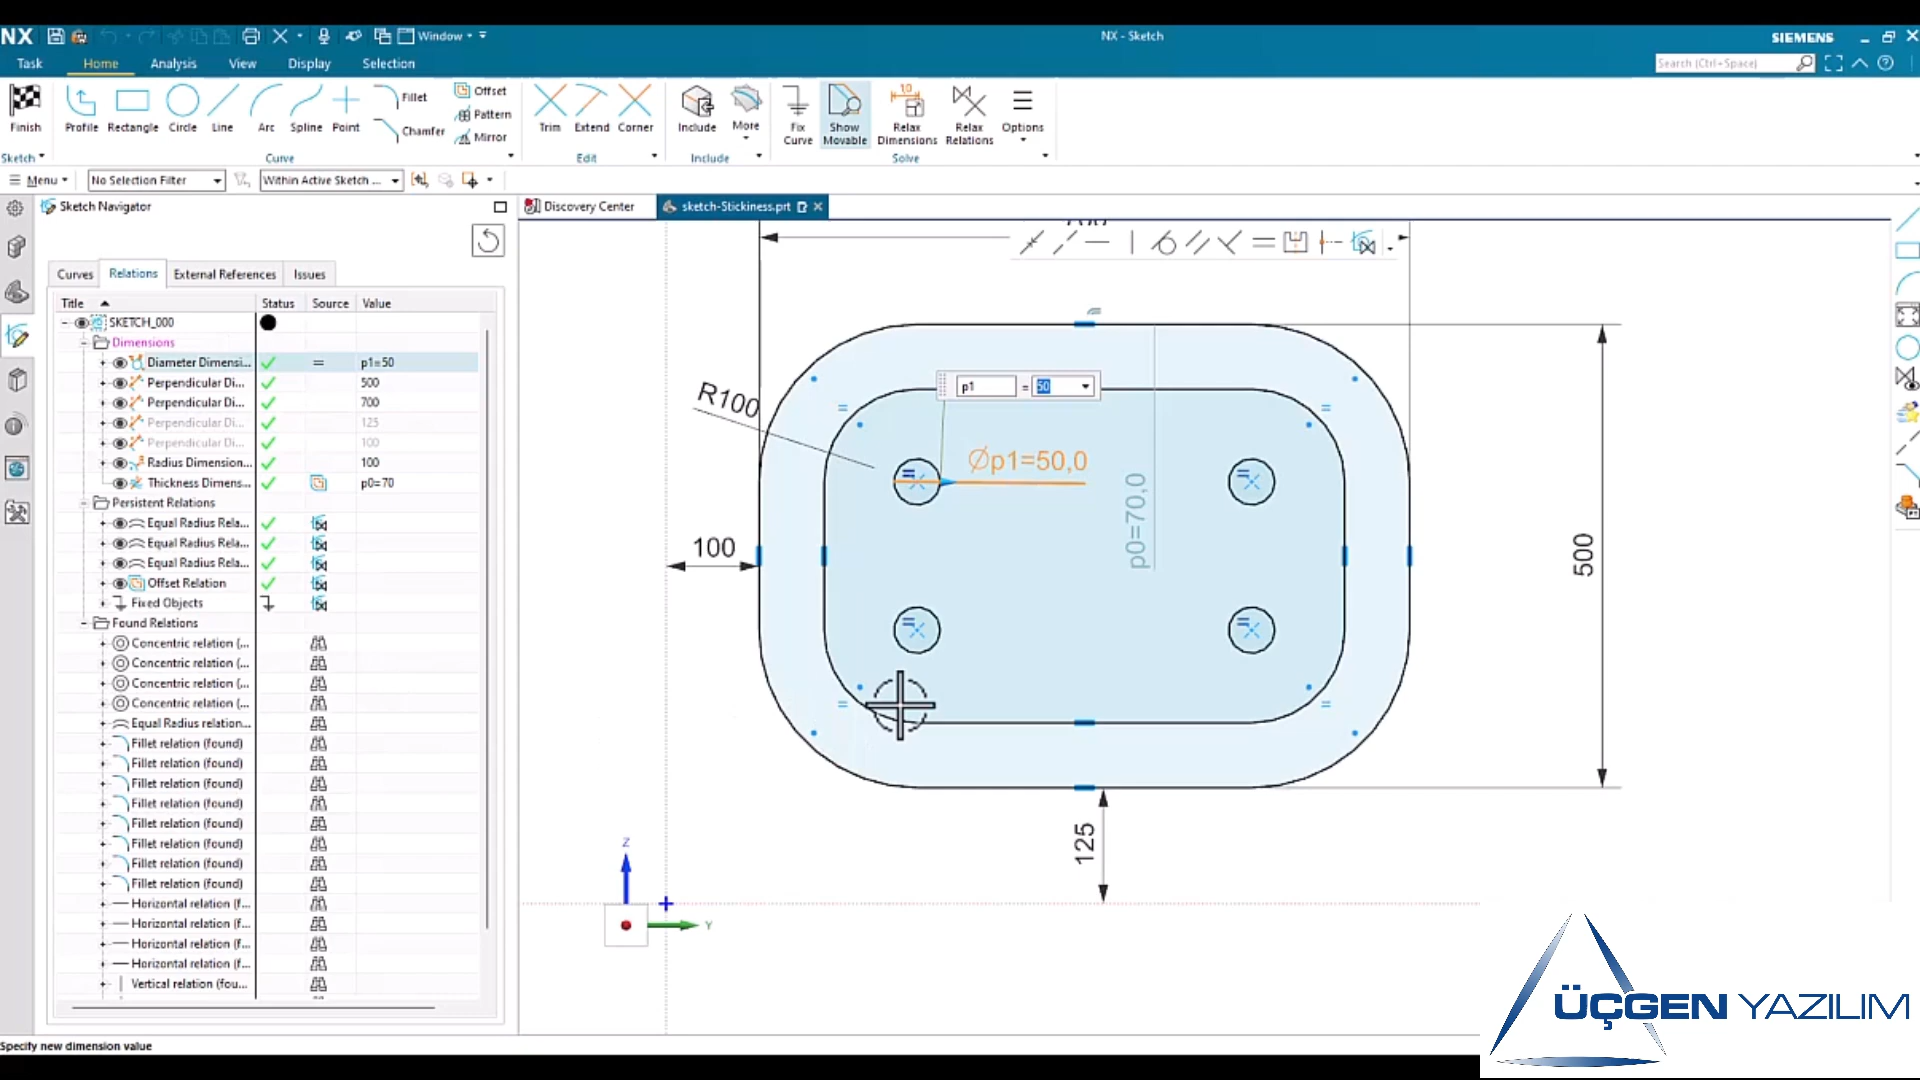 NX Window NX - Sketch SIEMENS
Task Home Analysis View Display Selection Search (Ctrl+Space)
Finish Profile Rectangle Circle Line Arc Spline Point Fillet Chamfer Offset Pattern Mirror Trim Extend Corner Include More Fix Curve Show Movable Relax Dimensions Relax Relations Options
Sketch Curve Edit Include Solve
Menu No Selection Filter Within Active Sketch ...
Sketch Navigator Discovery Center sketch-Stickiness.prt
Curves Relations External References Issues
Title Status Source Value
SKETCH_000
Dimensions
Diameter Dimensi... = p1=50
Perpendicular Di... 500
Perpendicular Di... 700
Perpendicular Di... 125
Perpendicular Di... 100
Radius Dimension... 100
Thickness Dimens... p0=70
Persistent Relations
Equal Radius Rela...
Equal Radius Rela...
Equal Radius Rela...
Offset Relation
Fixed Objects
Found Relations
Concentric relation (...
Concentric relation (...
Concentric relation (...
Concentric relation (...
Equal Radius relation...
Fillet relation (found)
Fillet relation (found)
Fillet relation (found)
Fillet relation (found)
Fillet relation (found)
Fillet relation (found)
Fillet relation (found)
Fillet relation (found)
Horizontal relation (f...
Horizontal relation (f...
Horizontal relation (f...
Horizontal relation (f...
Vertical relation (fou...
R100
p1 = 50
Øp1=50,0
p0=70,0
100
500
125
Z
Y
ÜÇGEN YAZILIM
Specify new dimension value